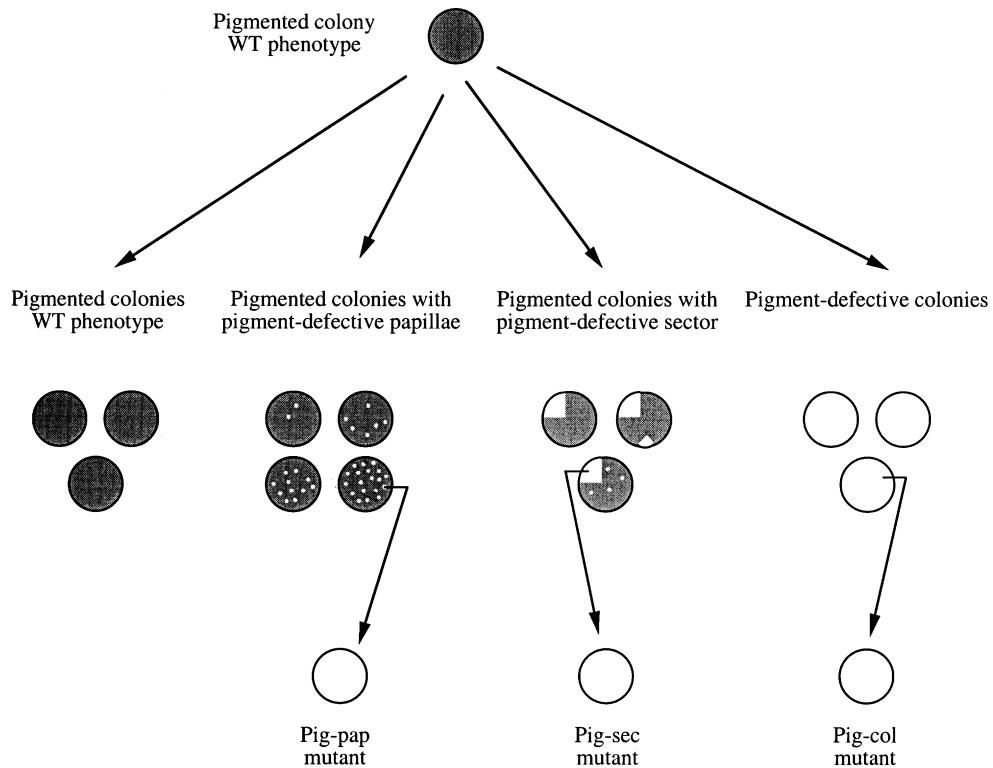 Pigmented colony
WT phenotype
Pigmented colonies
WT phenotype
Pigmented colonies with
pigment-defective papillae
Pigmented colonies with
pigment-defective sector
Pigment-defective colonies
Pig-pap
mutant
Pig-sec
mutant
Pig-col
mutant